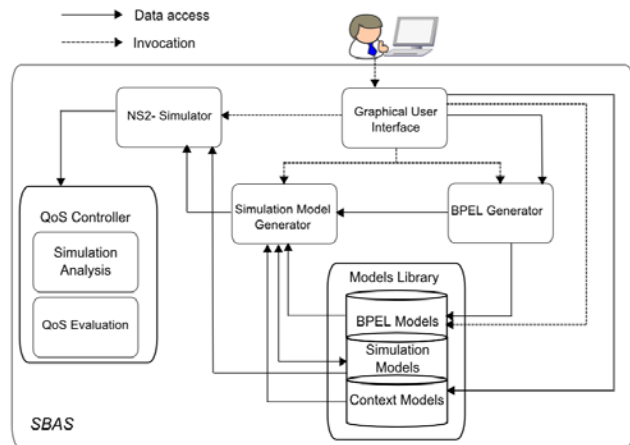 Data access
Invocation
NS2- Simulator
Graphical User
Interface
QoS Controller
Simulation
Analysis
QoS Evaluation
Simulation Model
Generator
BPEL Generator
Models Library
BPEL Models
Simulation
Models
Context Models
SBAS